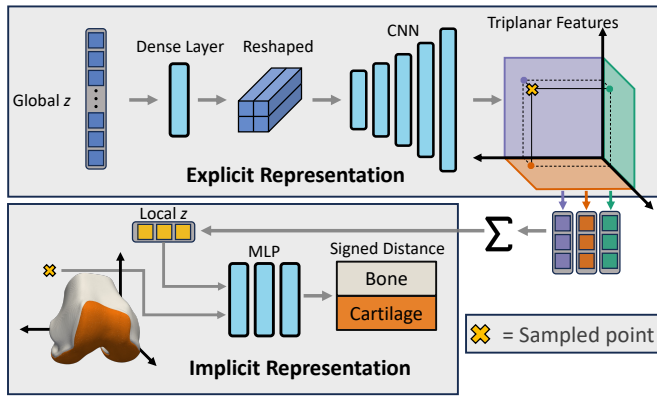 Triplanar Features
CNN
Dense Layer
Reshaped
Global z
Explicit Representation
Local z
Σ
MLP
Signed Distance
Bone
Cartilage
= Sampled point
Implicit Representation